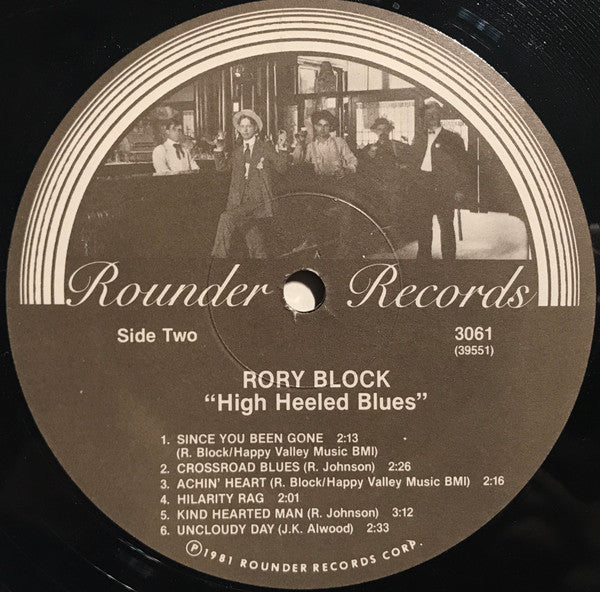 Rounder Records
Side Two
3061
(39551)
RORY BLOCK
"High Heeled Blues"
1. SINCE YOU BEEN GONE 2:13
(R. Block/Happy Valley Music BMI)
2. CROSSROAD BLUES (R. Johnson) 2:26
3. ACHIN' HEART (R. Block/Happy Valley Music BMI) 2:16
4. HILARITY RAG 2:01
5. KIND HEARTED MAN (R. Johnson) 3:12
6. UNCLOUDY DAY (J.K. Alwood) 2:33
℗1981 ROUNDER RECORDS CORP.